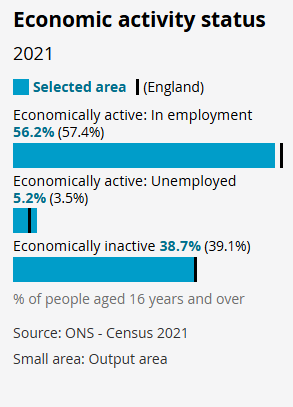 Economic activity status
2021
Selected area (England)
Economically active: In employment
56.2% (57.4%)
Economically active: Unemployed
5.2% (3.5%)
Economically inactive 38.7% (39.1%)
% of people aged 16 years and over
Source: ONS - Census 2021
Small area: Output area